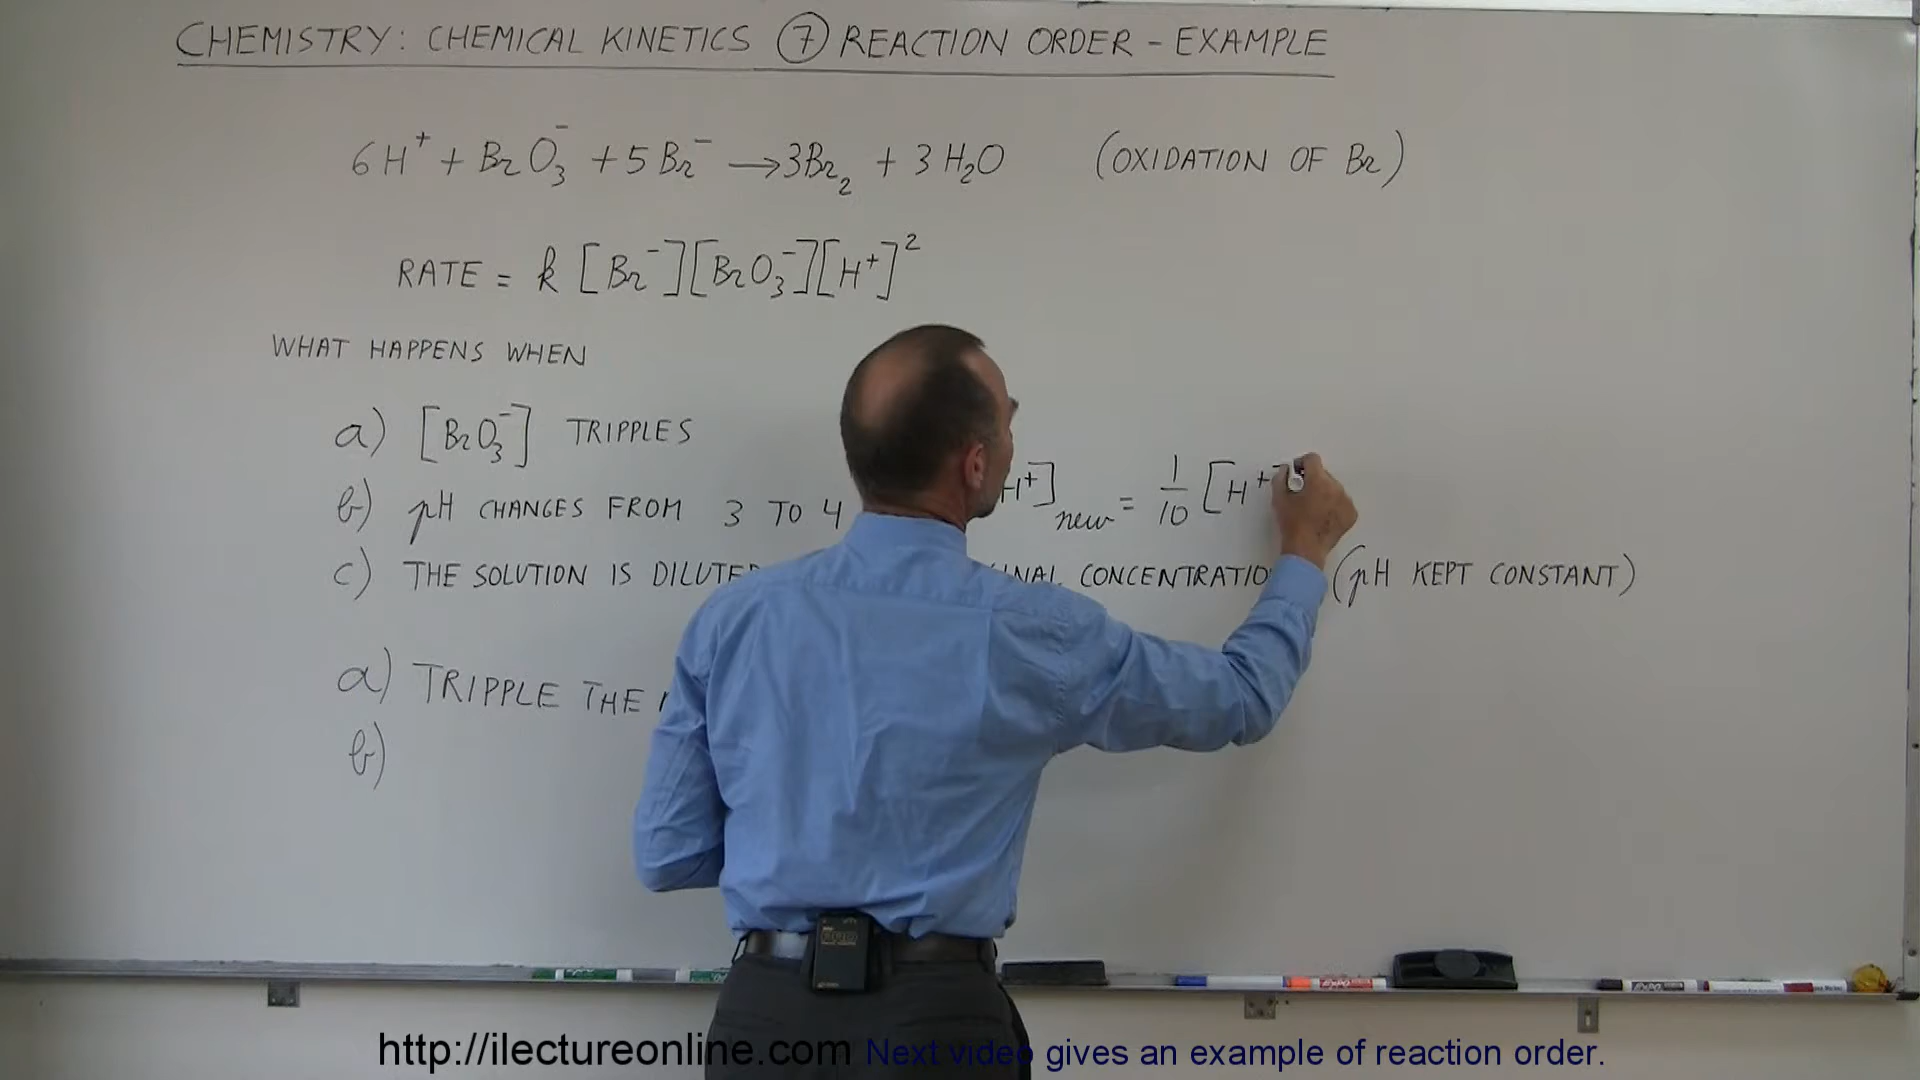 CHEMISTRY: CHEMICAL KINETICS ⑦ REACTION ORDER - EXAMPLE
6H⁺ + BrO₃⁻ + 5Br⁻ → 3Br₂ + 3H₂O (OXIDATION OF Br)
RATE = k [Br⁻][BrO₃⁻][H⁺]²
WHAT HAPPENS WHEN
a) [BrO₃⁻] TRIPPLES
b) pH CHANGES FROM 3 TO 4 H⁺]new = 1/10 [H⁺
c) THE SOLUTION IS DILUTED CONCENTRATION (pH KEPT CONSTANT)
a) TRIPPLE THE
b)
http://ilectureonline.com Next video gives an example of reaction order.